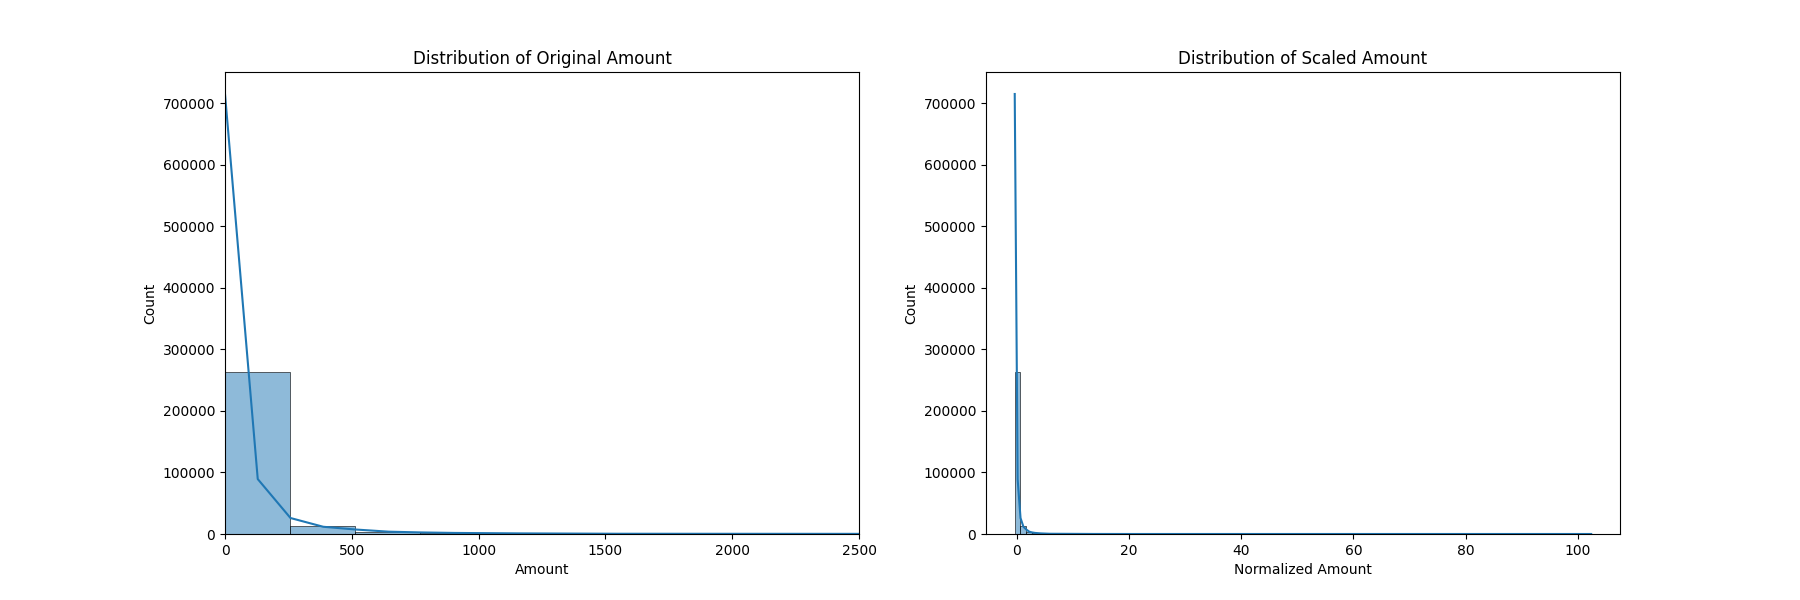 Distribution of Original Amount
700000
600000
500000
400000
300000
200000
100000
0
Count
0 500 1000 1500 2000 2500
Amount
Distribution of Scaled Amount
700000
600000
500000
400000
300000
200000
100000
0
Count
0 20 40 60 80 100
Normalized Amount